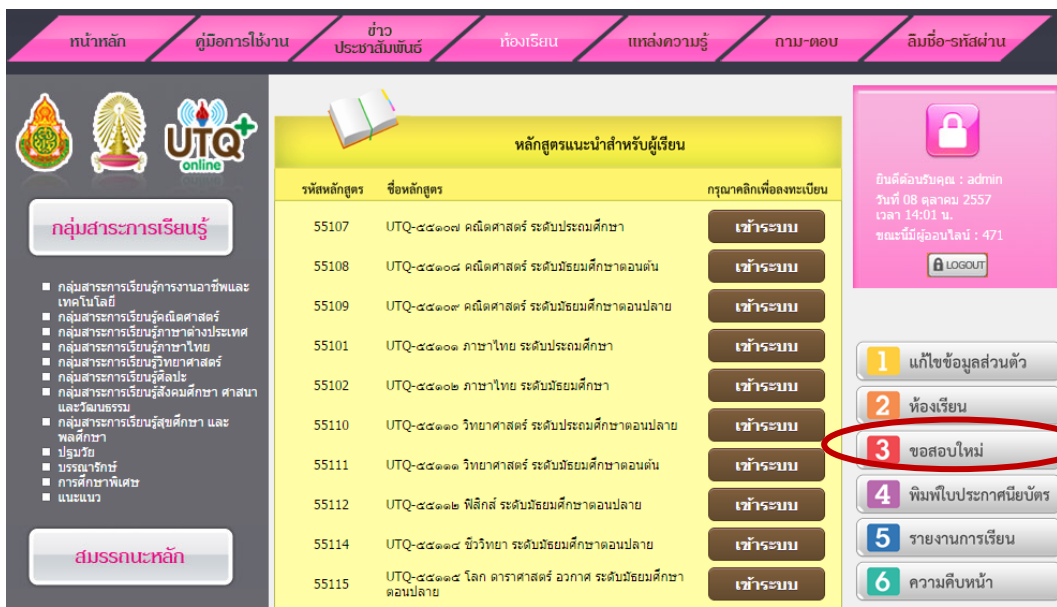 หน้าหลัก
คู่มือการใช้งาน
ข่าว
ประชาสัมพันธ์
ห้องเรียน
แหล่งความรู้
ถาม-ตอบ
ลืมชื่อ-รหัสผ่าน
UTQ+
online
กลุ่มสาระการเรียนรู้
กลุ่มสาระการเรียนรู้การงานอาชีพและ
เทคโนโลยี
กลุ่มสาระการเรียนรู้คณิตศาสตร์
กลุ่มสาระการเรียนรู้ภาษาต่างประเทศ
กลุ่มสาระการเรียนรู้ภาษาไทย
กลุ่มสาระการเรียนรู้วิทยาศาสตร์
กลุ่มสาระการเรียนรู้ศิลปะ
กลุ่มสาระการเรียนรู้สังคมศึกษา ศาสนา
และวัฒนธรรม
กลุ่มสาระการเรียนรู้สุขศึกษา และ
พลศึกษา
ปฐมวัย
บรรณารักษ์
การศึกษาพิเศษ
แนะแนว
สมรรถนะหลัก
หลักสูตรแนะนำสำหรับผู้เรียน
รหัสหลักสูตร ชื่อหลักสูตร กรุณาคลิกเพื่อลงทะเบียน
55107 UTQ-๕๕๑๐๗ คณิตศาสตร์ ระดับประถมศึกษา เข้าระบบ
55108 UTQ-๕๕๑๐๘ คณิตศาสตร์ ระดับมัธยมศึกษาตอนต้น เข้าระบบ
55109 UTQ-๕๕๑๐๙ คณิตศาสตร์ ระดับมัธยมศึกษาตอนปลาย เข้าระบบ
55101 UTQ-๕๕๑๐๑ ภาษาไทย ระดับประถมศึกษา เข้าระบบ
55102 UTQ-๕๕๑๐๒ ภาษาไทย ระดับมัธยมศึกษา เข้าระบบ
55110 UTQ-๕๕๑๑๐ วิทยาศาสตร์ ระดับประถมศึกษาตอนปลาย เข้าระบบ
55111 UTQ-๕๕๑๑๑ วิทยาศาสตร์ ระดับมัธยมศึกษาตอนต้น เข้าระบบ
55112 UTQ-๕๕๑๑๒ ฟิสิกส์ ระดับมัธยมศึกษาตอนปลาย เข้าระบบ
55114 UTQ-๕๕๑๑๔ ชีววิทยา ระดับมัธยมศึกษาตอนปลาย เข้าระบบ
55115 UTQ-๕๕๑๑๕ โลก ดาราศาสตร์ อวกาศ ระดับมัธยมศึกษา
ตอนปลาย เข้าระบบ
ยินดีต้อนรับคุณ : admin
วันที่ 08 ตุลาคม 2557
เวลา 14:01 น.
ขณะนี้มีผู้ออนไลน์ : 471
LOGOUT
1 แก้ไขข้อมูลส่วนตัว
2 ห้องเรียน
3 ขอสอบใหม่
4 พิมพ์ใบประกาศนียบัตร
5 รายงานการเรียน
6 ความคืบหน้า